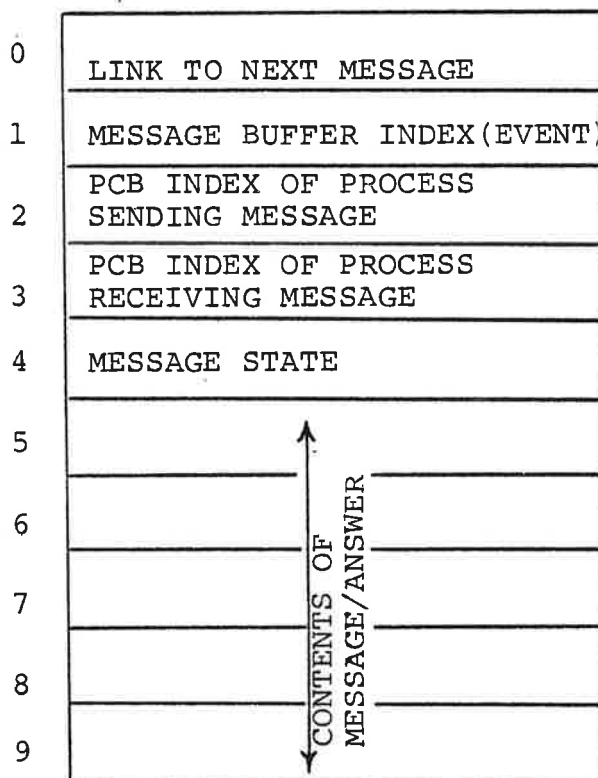 0
LINK TO NEXT MESSAGE
1
MESSAGE BUFFER INDEX(EVENT)
PCB INDEX OF PROCESS
2
SENDING MESSAGE
PCB INDEX OF PROCESS
3
RECEIVING MESSAGE
4
MESSAGE STATE
5
6
7
8
9
CONTENTS OF
MESSAGE/ANSWER